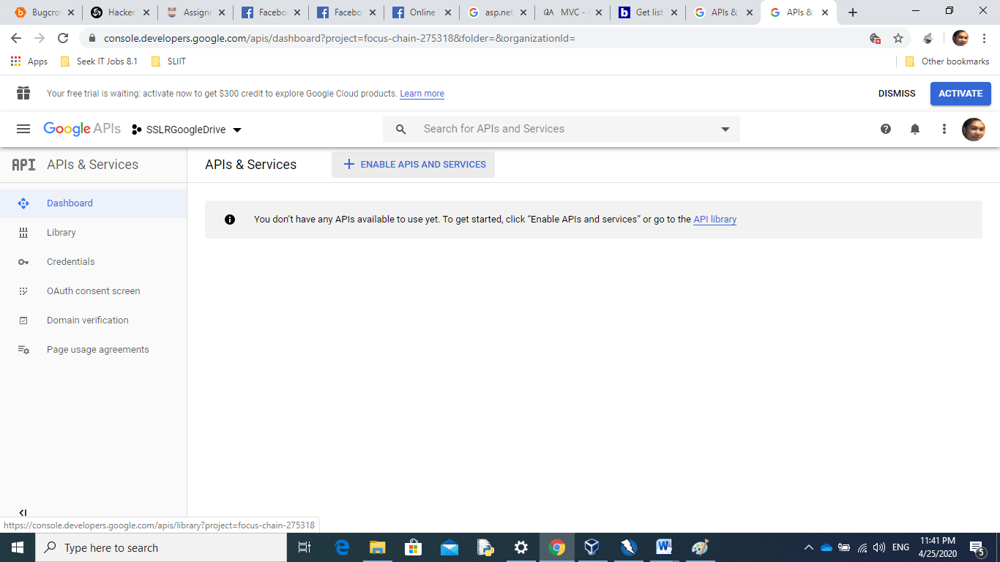 Bugcro
Hacker
Assignm
Facebo
Facebo
Online
asp.net
QA MVC -
Get list
APIs &
APIs &
console.developers.google.com/apis/dashboard?project=focus-chain-275318&folder=&organizationId=
Apps Seek IT Jobs 8.1 SLIIT Other bookmarks
Your free trial is waiting: activate now to get $300 credit to explore Google Cloud products. Learn more DISMISS ACTIVATE
Google APIs SSLRGoogleDrive Search for APIs and Services
API APIs & Services
APIs & Services ENABLE APIS AND SERVICES
Dashboard
Library
Credentials
OAuth consent screen
Domain verification
Page usage agreements
You don't have any APIs available to use yet. To get started, click “Enable APIs and services” or go to the API library
https://console.developers.google.com/apis/library?project=focus-chain-275318
Type here to search
ENG
11:41 PM
4/25/2020
5